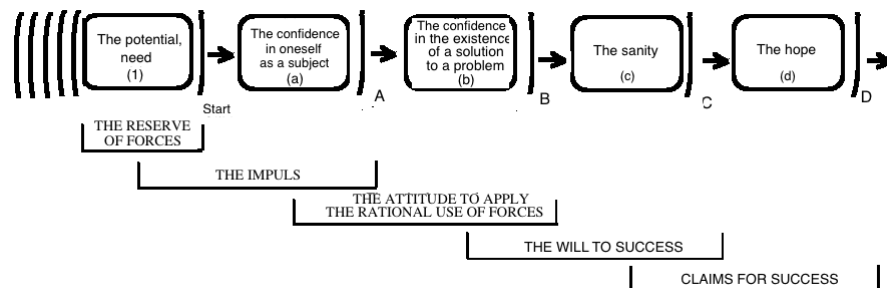 The potential,
need
(1)
Start
The confidence
in oneself
as a subject
(a)
A
The confidence
in the existence
of a solution
to a problem
(b)
B
The sanity
(c)
C
The hope
(d)
D
THE RESERVE
OF FORCES
THE IMPULS
THE ATTITUDE TO APPLY
THE RATIONAL USE OF FORCES
THE WILL TO SUCCESS
CLAIMS FOR SUCCESS